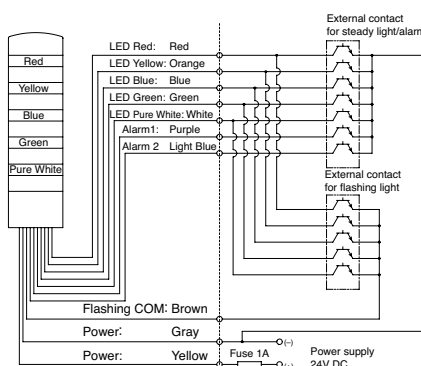 External contact
for steady light/alarm
LED Red: Red
LED Yellow: Orange
LED Blue: Blue
LED Green: Green
LED Pure White: White
Alarm1: Purple
Alarm 2 Light Blue
Red
Yellow
Blue
Green
Pure White
External contact
for flashing light
Flashing COM: Brown
Power: Gray
(−)
Power: Yellow
Fuse 1A
(+)
Power supply
24V DC